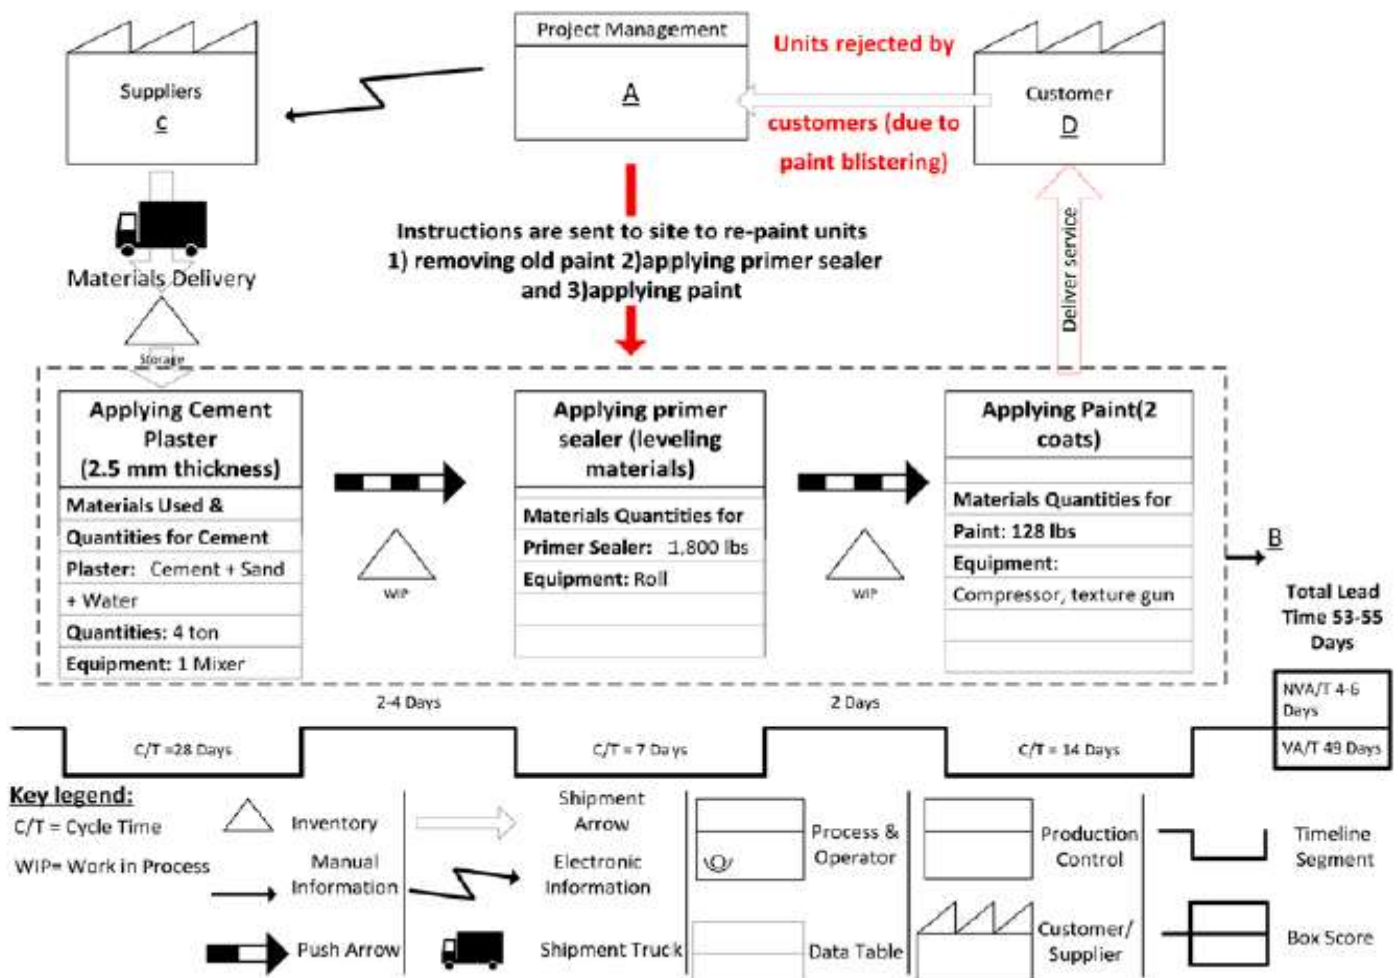 Project Management
A
Suppliers
C
Units rejected by
customers (due to
paint blistering)
Customer
D
Materials Delivery
Storage
Instructions are sent to site to re-paint units
1) removing old paint 2)applying primer sealer
and 3)applying paint
Deliver service
Applying Cement
Plaster
(2.5 mm thickness)
Materials Used &
Quantities for Cement
Plaster: Cement + Sand
+ Water
Quantities: 4 ton
Equipment: 1 Mixer
WIP
Applying primer
sealer (leveling
materials)
Materials Quantities for
Primer Sealer: 1,800 lbs
Equipment: Roll
WIP
Applying Paint(2
coats)
Materials Quantities for
Paint: 128 lbs
Equipment:
Compressor, texture gun
B
Total Lead
Time 53-55
Days
NVA/T 4-6
Days
VA/T 49 Days
2-4 Days
2 Days
C/T =28 Days
C/T = 7 Days
C/T = 14 Days
Key legend:
C/T = Cycle Time
WIP= Work in Process
Inventory
Manual
Information
Push Arrow
Shipment
Arrow
Electronic
Information
Shipment Truck
Process &
Operator
Data Table
Production
Control
Customer/
Supplier
Timeline
Segment
Box Score